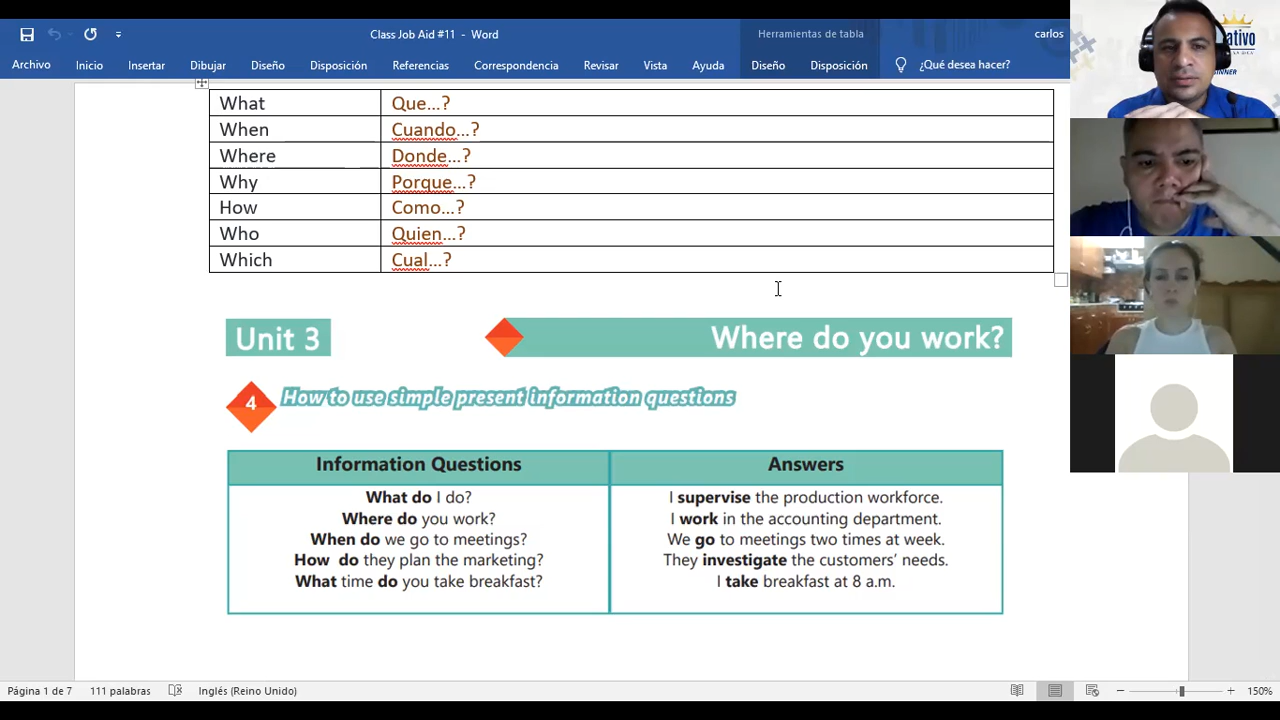 Class Job Aid #11 - Word
Herramientas de tabla
carlos
Archivo Inicio Insertar Dibujar Diseño Disposición Referencias Correspondencia Revisar Vista Ayuda Diseño Disposición ¿Qué desea hacer?
What Que...?
When Cuando...?
Where Donde...?
Why Porque...?
How Como...?
Who Quien...?
Which Cual...?
Unit 3 Where do you work?
4 How to use simple present information questions
Information Questions Answers
What do I do? I supervise the production workforce.
Where do you work? I work in the accounting department.
When do we go to meetings? We go to meetings two times at week.
How do they plan the marketing? They investigate the customers’ needs.
What time do you take breakfast? I take breakfast at 8 a.m.
Página 1 de 7 111 palabras Inglés (Reino Unido) 150%